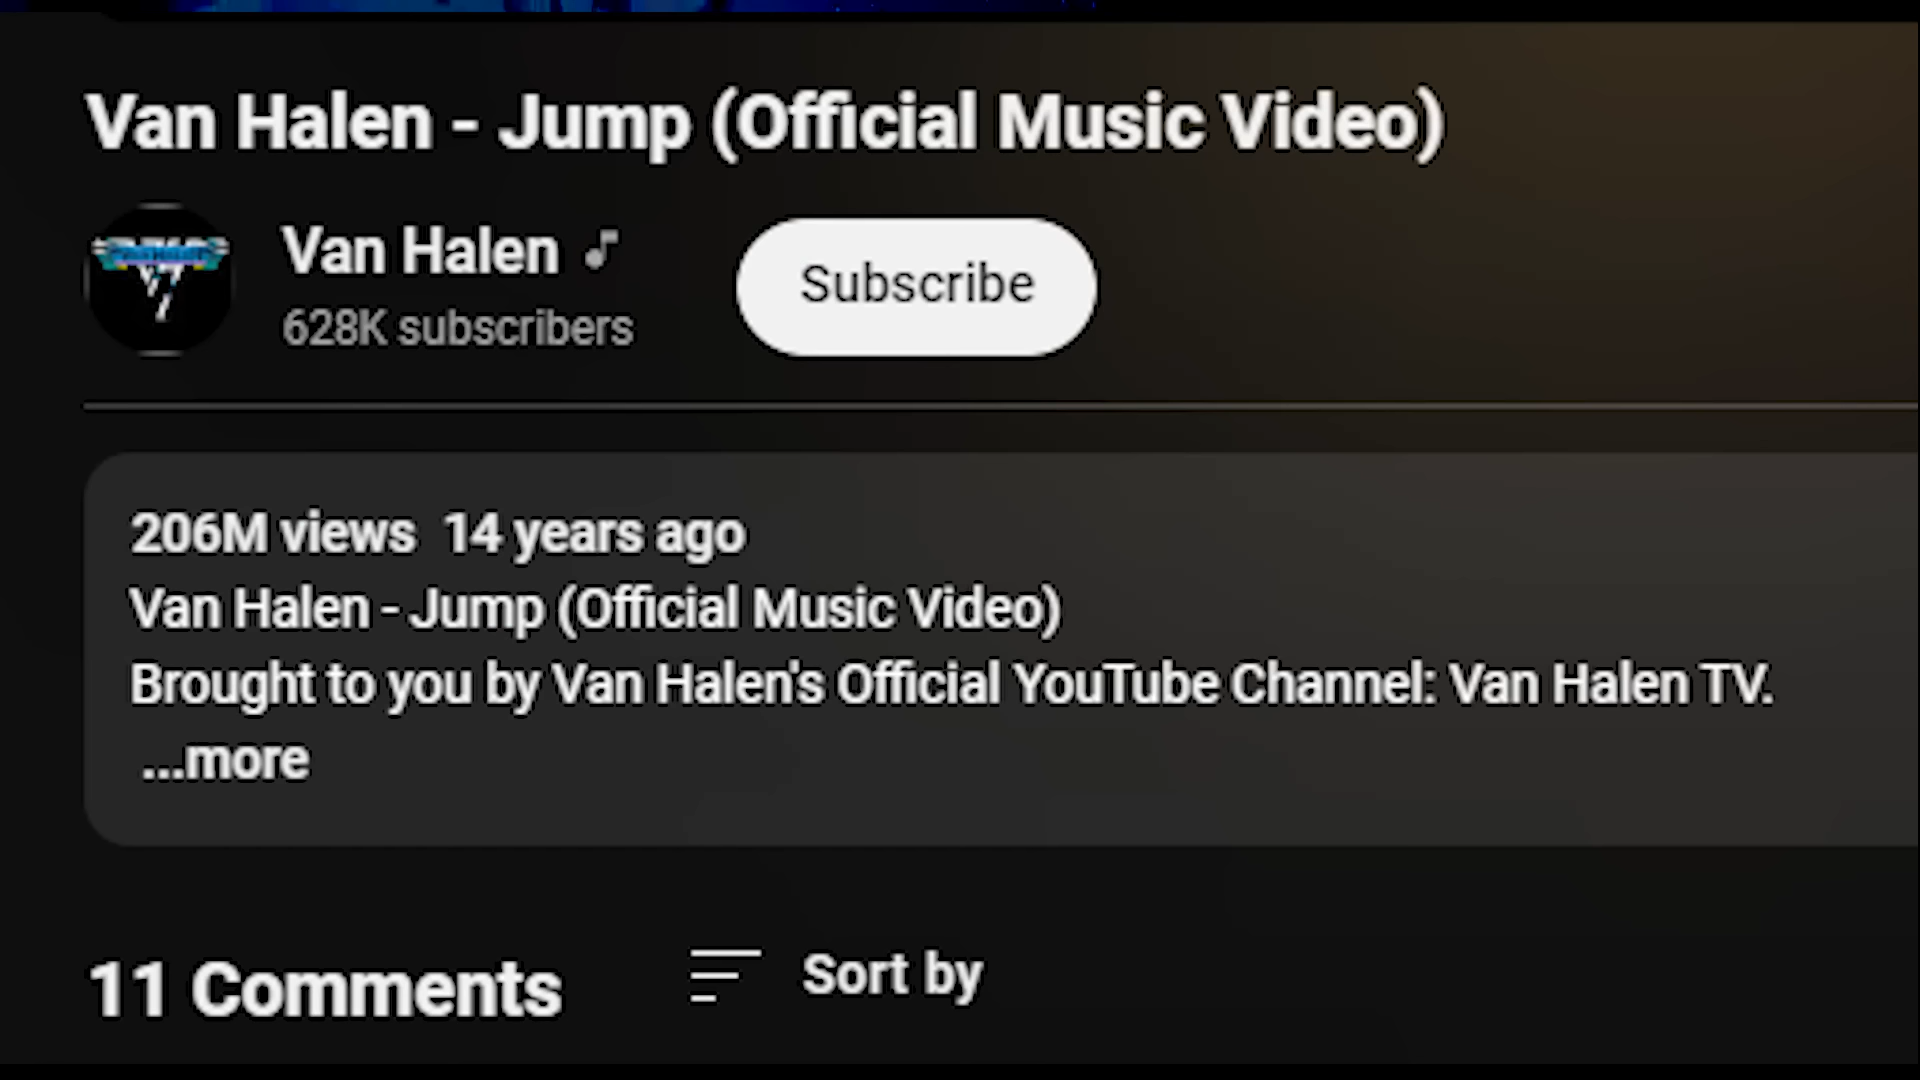 Van Halen - Jump (Official Music Video)
Van Halen
628K subscribers
Subscribe
206M views 14 years ago
Van Halen - Jump (Official Music Video)
Brought to you by Van Halen's Official YouTube Channel: Van Halen TV.
...more
11 Comments
Sort by